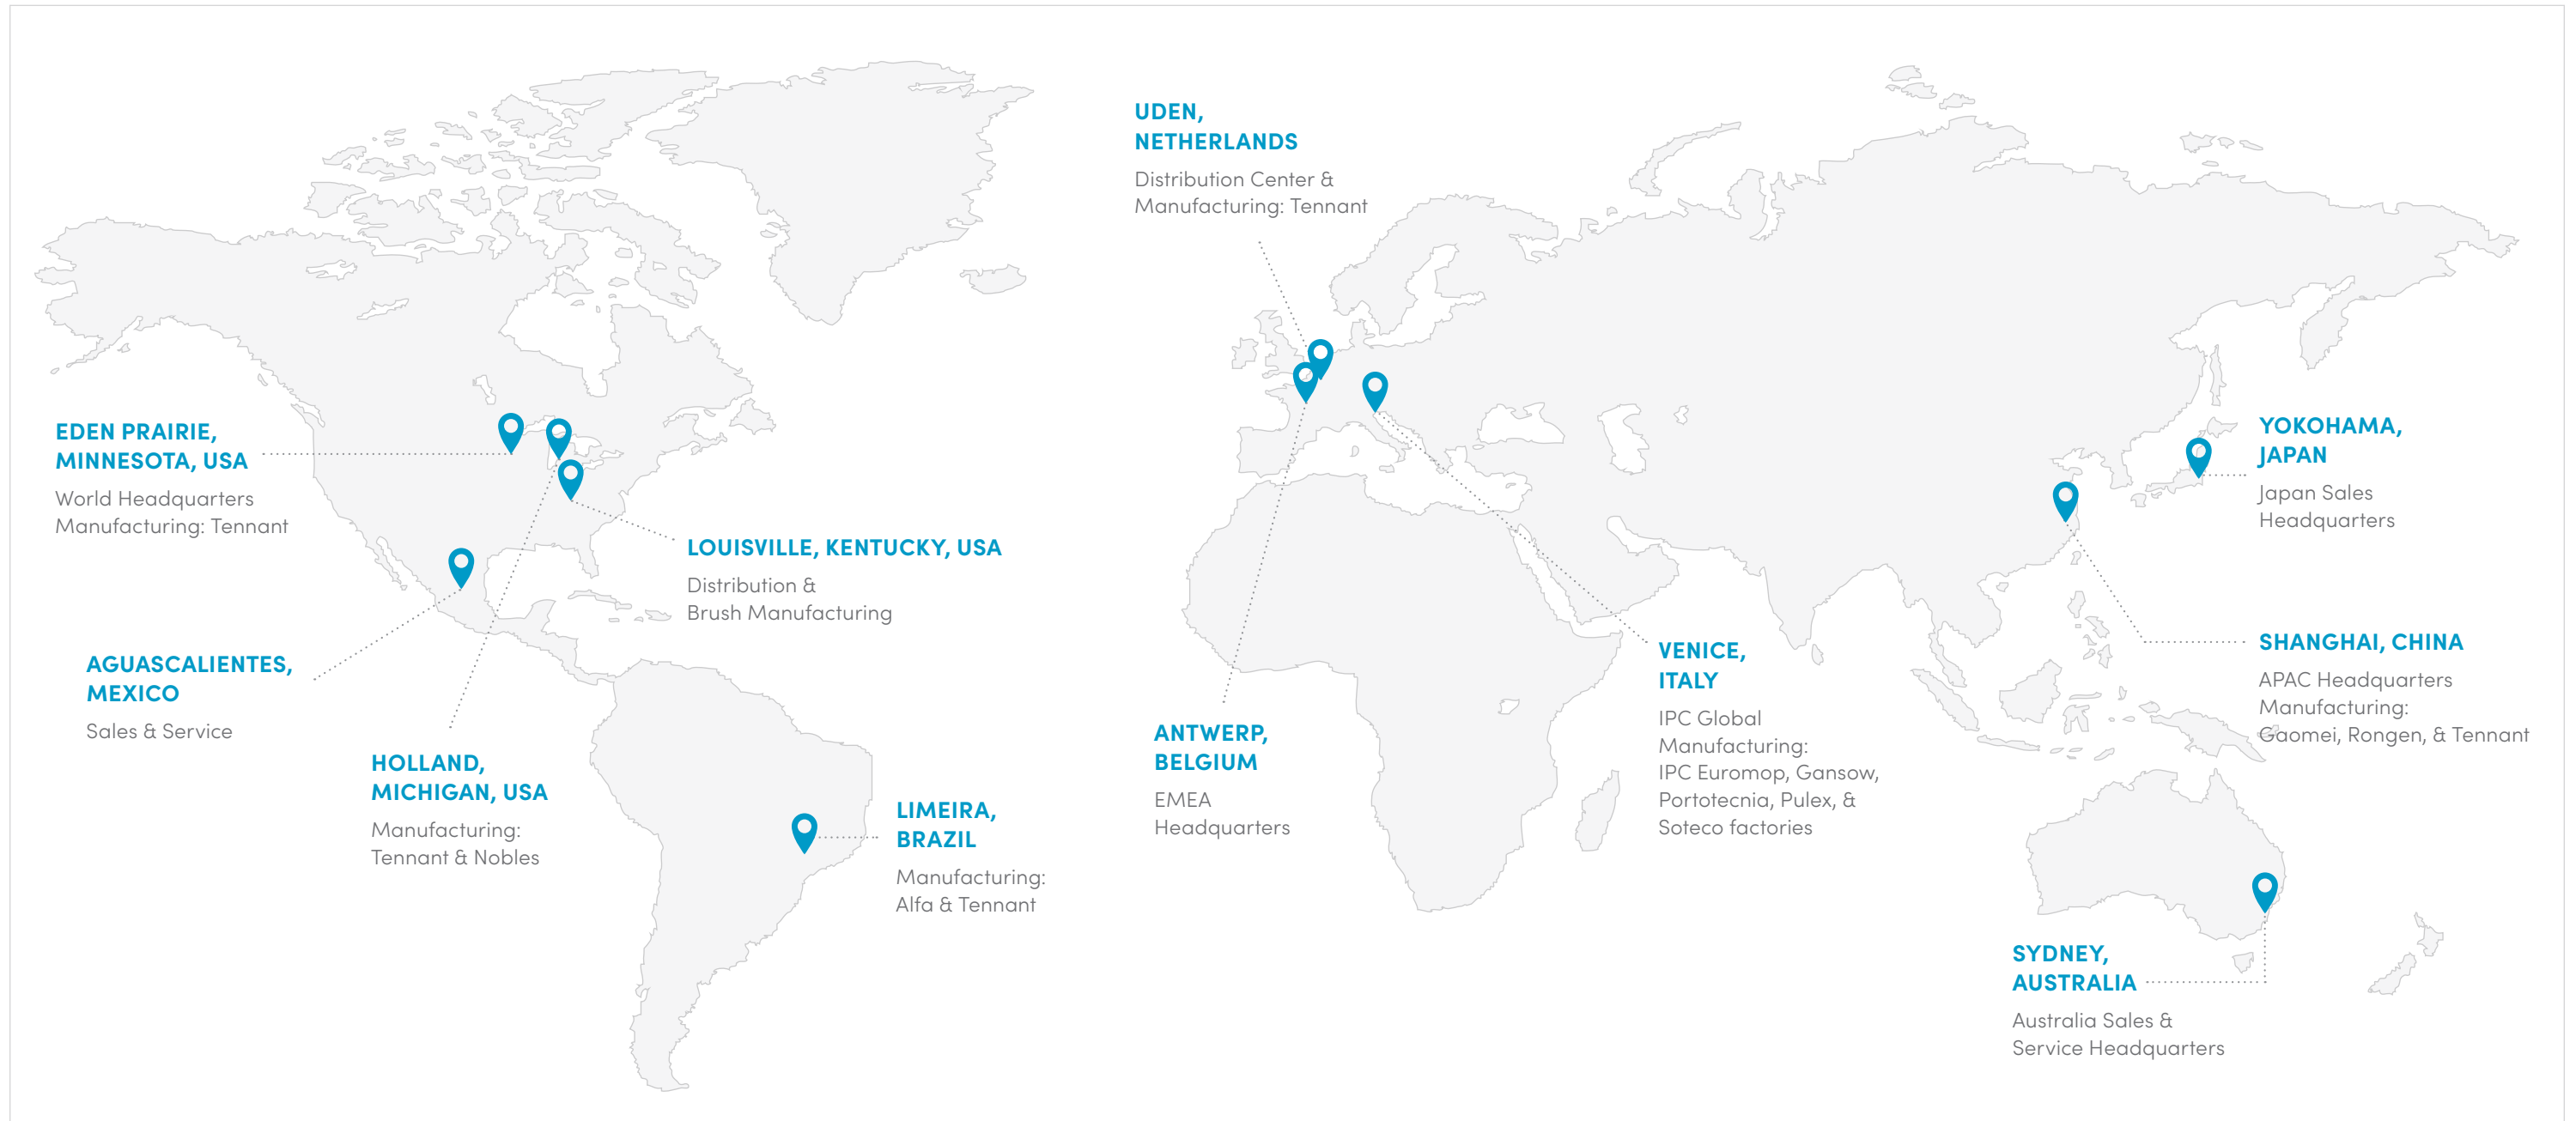 UDEN,
NETHERLANDS
Distribution Center &
Manufacturing: Tennant
EDEN PRAIRIE,
MINNESOTA, USA
World Headquarters
Manufacturing: Tennant
LOUISVILLE, KENTUCKY, USA
Distribution &
Brush Manufacturing
AGUASCALIENTES,
MEXICO
Sales & Service
HOLLAND,
MICHIGAN, USA
Manufacturing:
Tennant & Nobles
LIMEIRA,
BRAZIL
Manufacturing:
Alfa & Tennant
ANTWERP,
BELGIUM
EMEA
Headquarters
VENICE,
ITALY
IPC Global
Manufacturing:
IPC Euromop, Gansow,
Portotecnia, Pulex, &
Soteco factories
YOKOHAMA,
JAPAN
Japan Sales
Headquarters
SHANGHAI, CHINA
APAC Headquarters
Manufacturing:
Gaomei, Rongen, & Tennant
SYDNEY,
AUSTRALIA
Australia Sales &
Service Headquarters